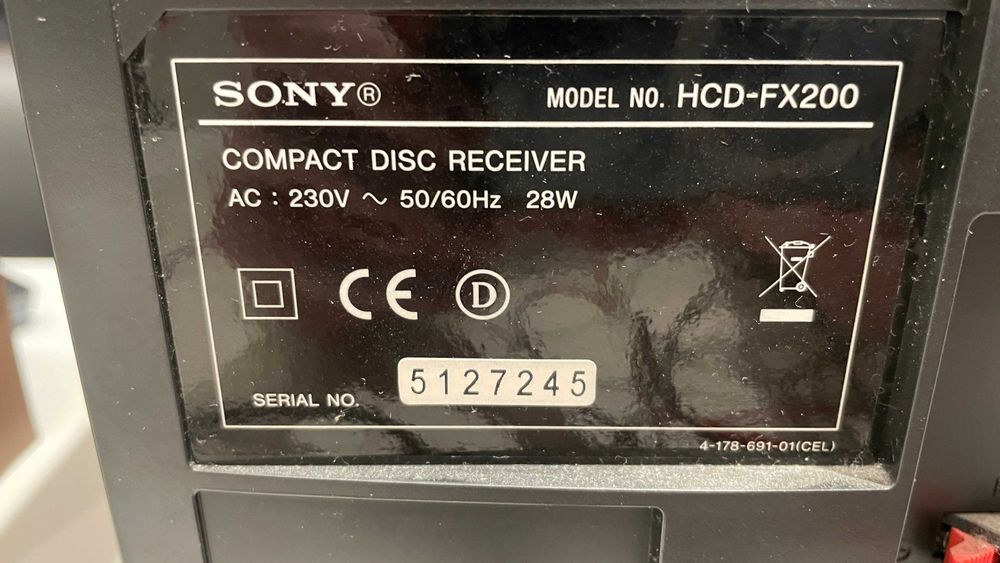 SONY®
MODEL NO. HCD-FX200
COMPACT DISC RECEIVER
AC : 230V ~ 50/60Hz 28W
CE D
SERIAL NO. 5127245
4-178-691-01(CEL)